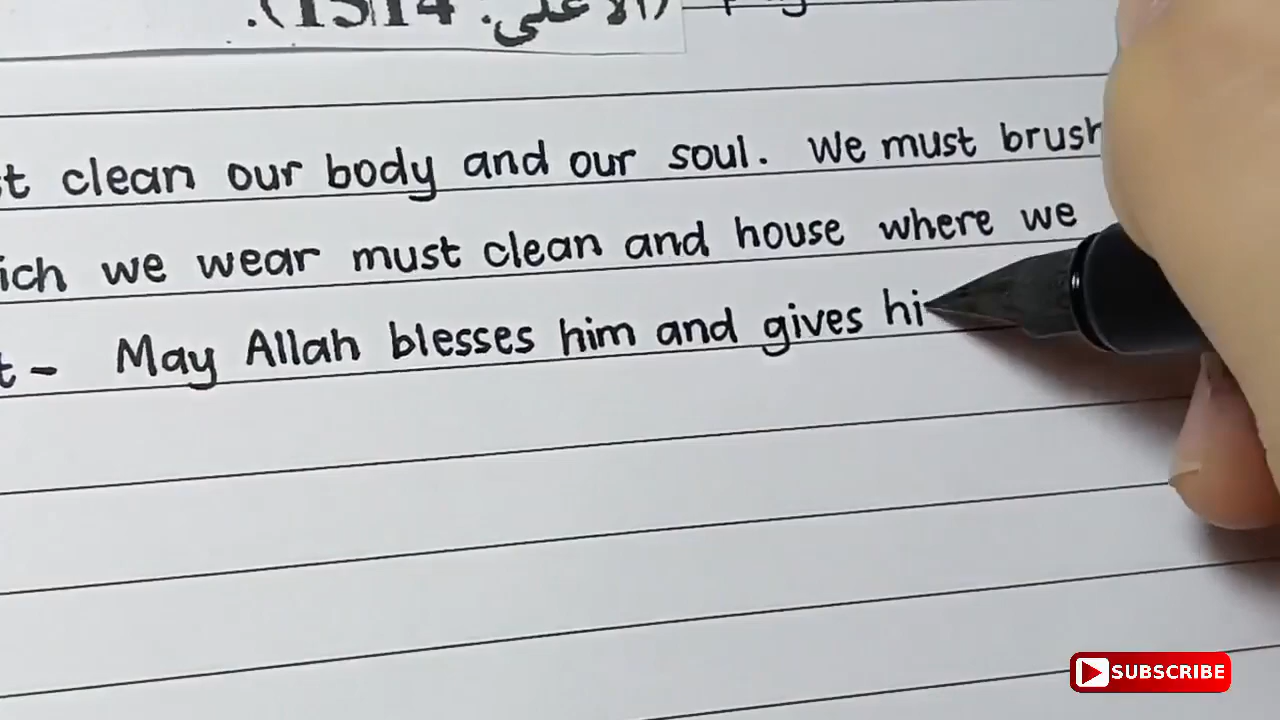 (الأعلى: 14|15).
t clean our body and our soul. We must brush
ich we wear must clean and house where we
t - May Allah blesses him and gives hi
SUBSCRIBE